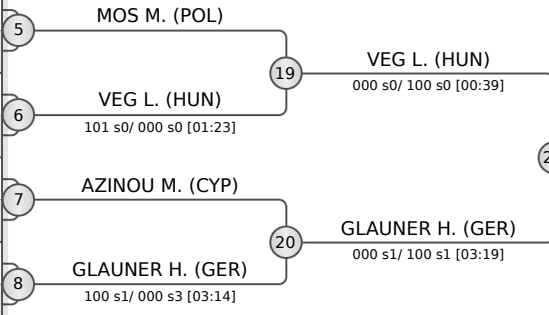 MOS M. (POL)
5
19
VEG L. (HUN)
000 s0/ 100 s0 [00:39]
VEG L. (HUN)
6
101 s0/ 000 s0 [01:23]
2
AZINOU M. (CYP)
7
20
GLAUNER H. (GER)
000 s1/ 100 s1 [03:19]
GLAUNER H. (GER)
8
100 s1/ 000 s3 [03:14]